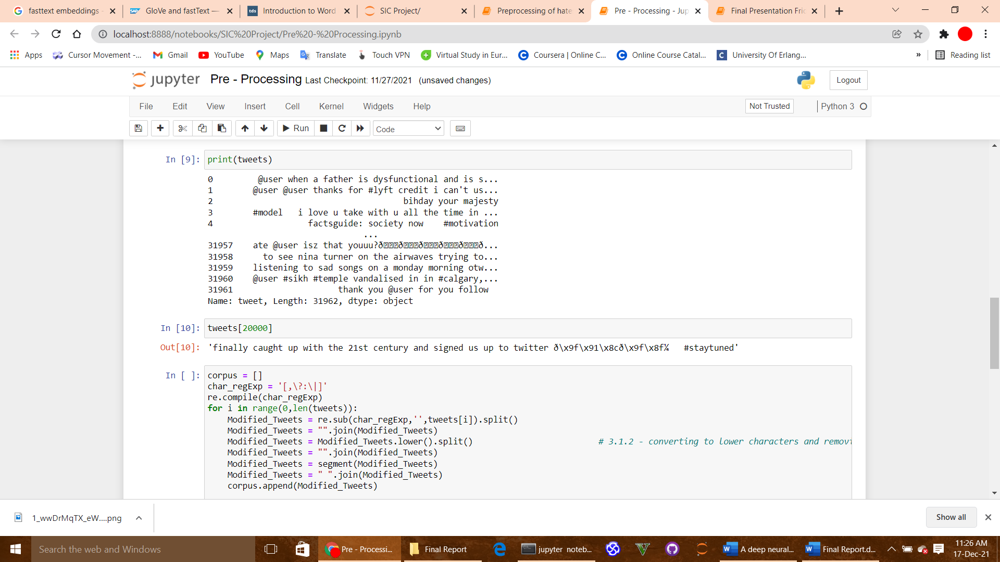 fasttext embeddings -
GloVe and fastText —
Introduction to Word
SIC Project/
Preprocessing of hate
Pre - Processing - Jup
Final Presentation Fric
localhost:8888/notebooks/SIC%20Project/Pre%20-%20Processing.ipynb
Apps
Cursor Movement -...
Gmail
YouTube
Maps
Translate
Touch VPN
Virtual Study in Eur...
Coursera | Online C...
Online Course Catal...
University Of Erlang...
»
Reading list
jupyter Pre - Processing Last Checkpoint: 11/27/2021 (unsaved changes)
Logout
File Edit View Insert Cell Kernel Widgets Help
Not Trusted
Python 3
Run
Code
In [9]: print(tweets)
0 @user when a father is dysfunctional and is s...
1 @user @user thanks for #lyft credit i can't us...
2 bihday your majesty
3 #model i love u take with u all the time in ...
4 factsguide: society now #motivation
...
31957 ate @user isz that youuu?ð���ð���ð���ð���ð���ð...
31958 to see nina turner on the airwaves trying to...
31959 listening to sad songs on a monday morning otw...
31960 @user #sikh #temple vandalised in in #calgary,...
31961 thank you @user for you follow
Name: tweet, Length: 31962, dtype: object
In [10]: tweets[20000]
Out[10]: 'finally caught up with the 21st century and signed us up to twitter ð\x9f\x91\x8cð\x9f\x8f¼ #staytuned'
In [ ]: corpus = []
char_regExp = '[,\?:\|]'
re.compile(char_regExp)
for i in range(0,len(tweets)):
Modified_Tweets = re.sub(char_regExp,'',tweets[i]).split()
Modified_Tweets = "".join(Modified_Tweets)
Modified_Tweets = Modified_Tweets.lower().split() # 3.1.2 - converting to lower characters and removi
Modified_Tweets = "".join(Modified_Tweets)
Modified_Tweets = segment(Modified_Tweets)
Modified_Tweets = " ".join(Modified_Tweets)
corpus.append(Modified_Tweets)
1_wwDrMqTX_eW....png
Show all
Search the web and Windows
Pre - Processi...
Final Report
jupyter noteb...
A deep neural...
Final Report.d...
11:26 AM
17-Dec-21